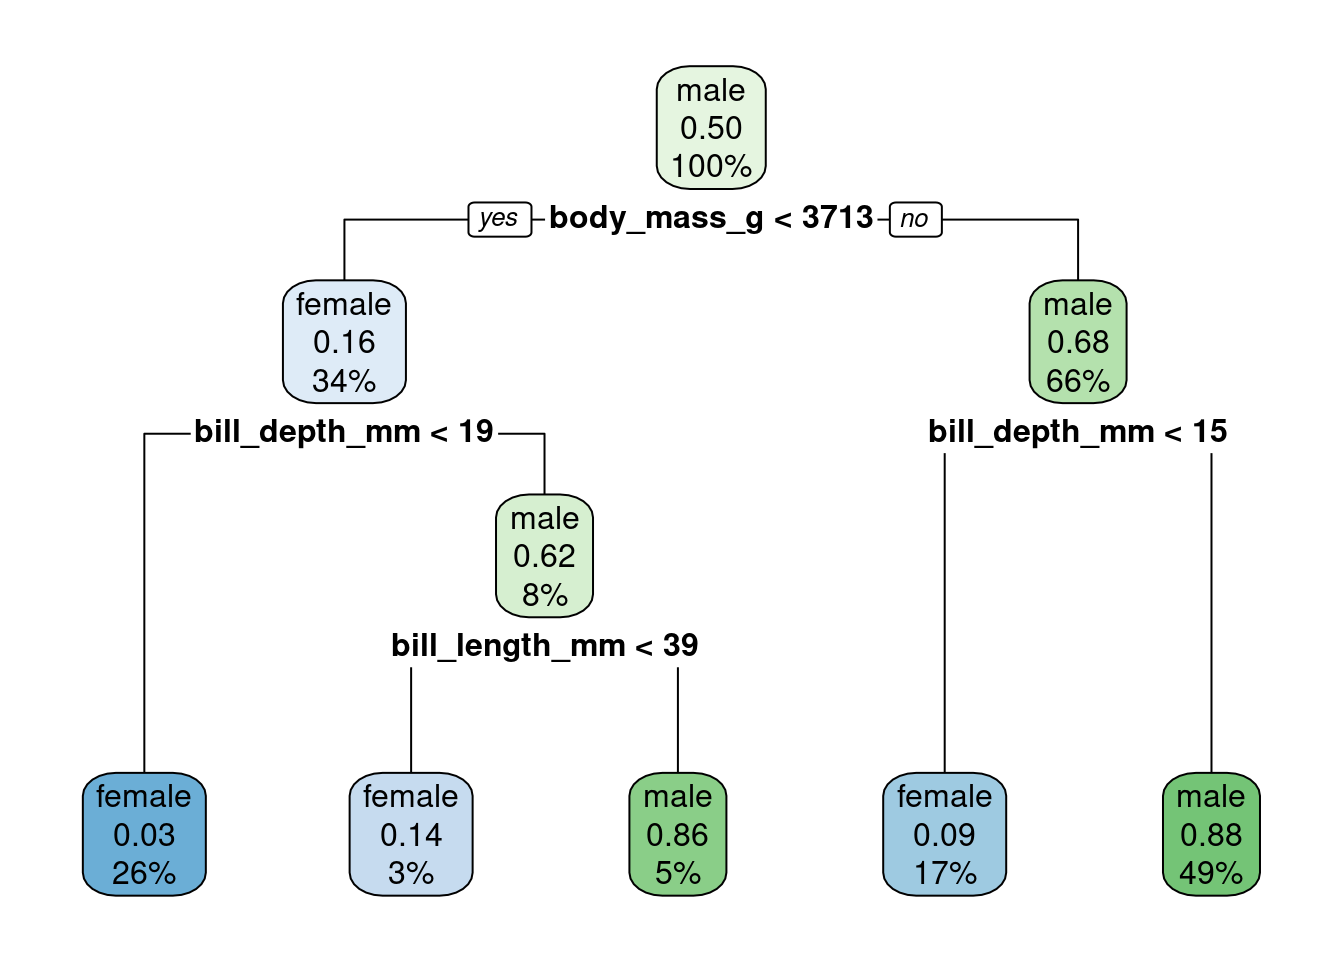 male
0.50
100%
yes body_mass_g < 3713 no
female
0.16
34%
male
0.68
66%
bill_depth_mm < 19
bill_depth_mm < 15
male
0.62
8%
bill_length_mm < 39
female
0.03
26%
female
0.14
3%
male
0.86
5%
female
0.09
17%
male
0.88
49%